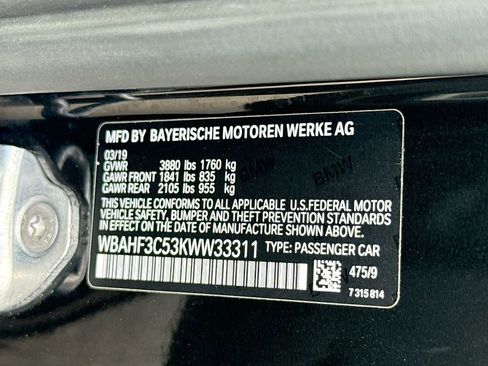 MFD BY BAYERISCHE MOTOREN WERKE AG
03/19
GVWR 3880 lbs 1760 kg
GAWR FRONT 1841 lbs 835 kg
GAWR REAR 2105 lbs 955 kg
THIS VEHICLE CONFORMS TO ALL APPLICABLE U.S.FEDERAL MOTOR
VEHICLE SAFETY, BUMPER, AND THEFT PREVENTION STANDARDS
IN EFFECT ON THE DATE OF MANUFACTURE SHOWN ABOVE.
WBAHF3C53KWW33311 TYPE: PASSENGER CAR
475/9
7 315 814
BMW
BMW